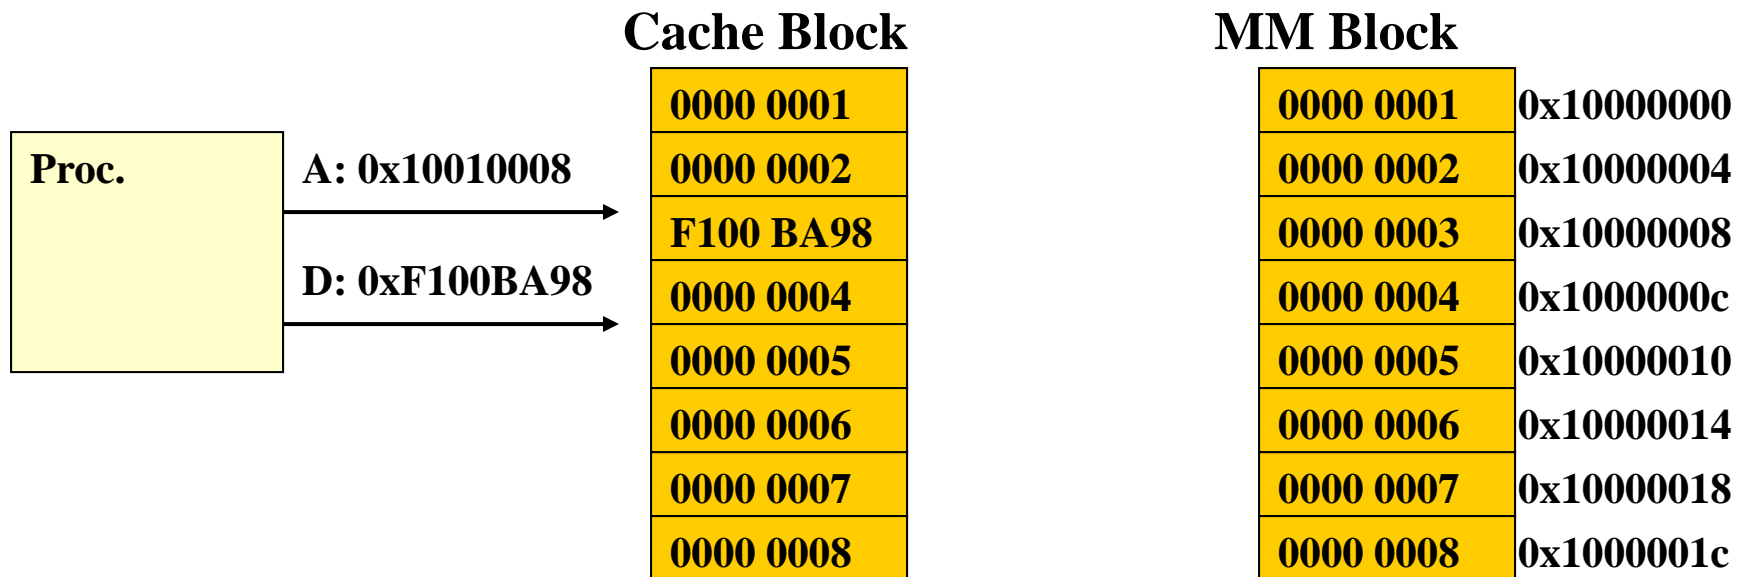 Cache Block MM Block
0000 0001 0000 0001 0x10000000
Proc. A: 0x10010008 0000 0002 0000 0002 0x10000004
F100 BA98 0000 0003 0x10000008
D: 0xF100BA98 0000 0004 0000 0004 0x1000000c
0000 0005 0000 0005 0x10000010
0000 0006 0000 0006 0x10000014
0000 0007 0000 0007 0x10000018
0000 0008 0000 0008 0x1000001c